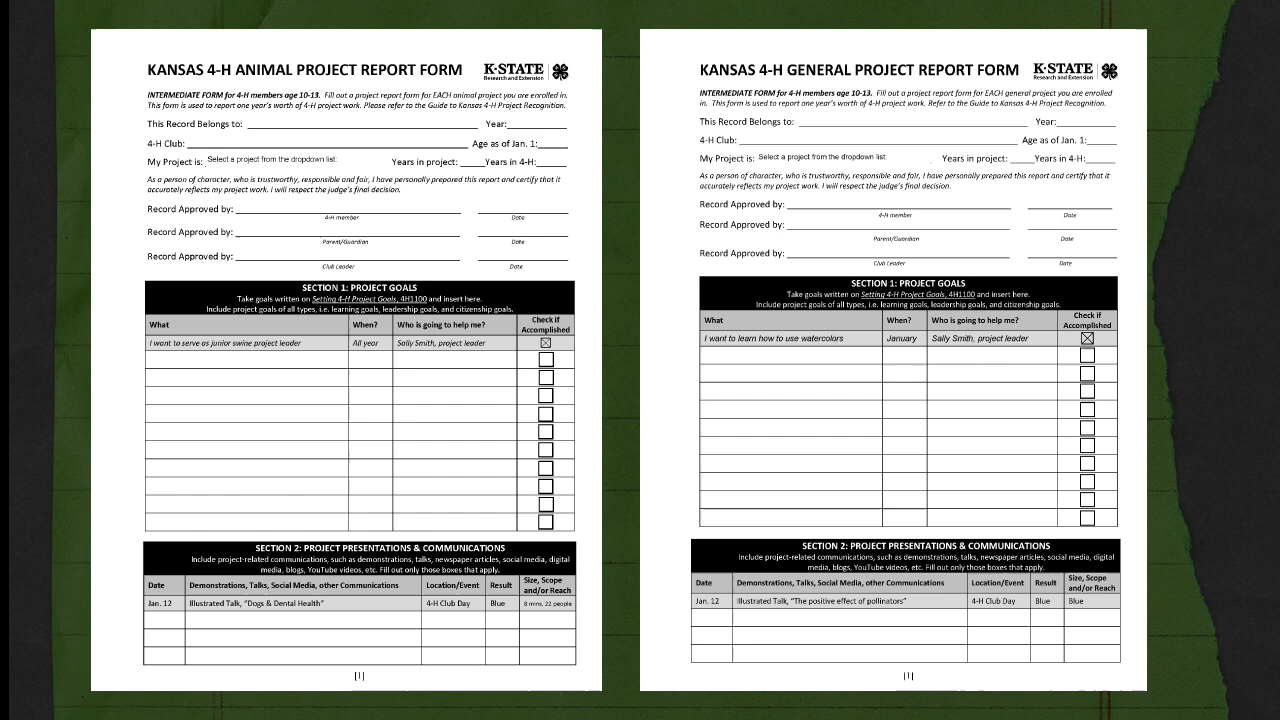 KANSAS 4-H ANIMAL PROJECT REPORT FORM
K-STATE
Research and Extension
INTERMEDIATE FORM for 4-H members age 10-13. Fill out a project report form for EACH animal project you are enrolled in.
This form is used to report one year's worth of 4-H project work. Please refer to the Guide to Kansas 4-H Project Recognition.
This Record Belongs to: Year:
4-H Club: Age as of Jan. 1:
My Project is: Select a project from the dropdown list: Years in project: Years in 4-H:
As a person of character, who is trustworthy, responsible and fair, I have personally prepared this report and certify that it
accurately reflects my project work. I will respect the judge's final decision.
Record Approved by:
4-H member Date
Record Approved by:
Parent/Guardian Date
Record Approved by:
Club Leader Date
SECTION 1: PROJECT GOALS
Take goals written on Setting 4-H Project Goals, 4H1100 and insert here.
Include project goals of all types, i.e. learning goals, leadership goals, and citizenship goals.
What When? Who is going to help me? Check if
Accomplished
I want to serve as junior swine project leader All year Sally Smith, project leader
SECTION 2: PROJECT PRESENTATIONS & COMMUNICATIONS
Include project-related communications, such as demonstrations, talks, newspaper articles, social media, digital
media, blogs, YouTube videos, etc. Fill out only those boxes that apply.
Date Demonstrations, Talks, Social Media, other Communications Location/Event Result Size, Scope
and/or Reach
Jan. 12 Illustrated Talk, "Dogs & Dental Health" 4-H Club Day Blue 8 mins, 22 people
[1]
KANSAS 4-H GENERAL PROJECT REPORT FORM
K-STATE
Research and Extension
INTERMEDIATE FORM for 4-H members age 10-13. Fill out a project report form for EACH general project you are enrolled
in. This form is used to report one year's worth of 4-H project work. Refer to the Guide to Kansas 4-H Project Recognition.
This Record Belongs to: Year:
4-H Club: Age as of Jan. 1:
My Project is: Select a project from the dropdown list: Years in project: Years in 4-H:
As a person of character, who is trustworthy, responsible and fair, I have personally prepared this report and certify that it
accurately reflects my project work. I will respect the judge's final decision.
Record Approved by:
4-H member Date
Record Approved by:
Parent/Guardian Date
Record Approved by:
Club Leader Date
SECTION 1: PROJECT GOALS
Take goals written on Setting 4-H Project Goals, 4H1100 and insert here.
Include project goals of all types, i.e. learning goals, leadership goals, and citizenship goals.
What When? Who is going to help me? Check if
Accomplished
I want to learn how to use watercolors January Sally Smith, project leader
SECTION 2: PROJECT PRESENTATIONS & COMMUNICATIONS
Include project-related communications, such as demonstrations, talks, newspaper articles, social media, digital
media, blogs, YouTube videos, etc. Fill out only those boxes that apply.
Date Demonstrations, Talks, Social Media, other Communications Location/Event Result Size, Scope
and/or Reach
Jan. 12 Illustrated Talk, "The positive effect of pollinators" 4-H Club Day Blue Blue
[1]